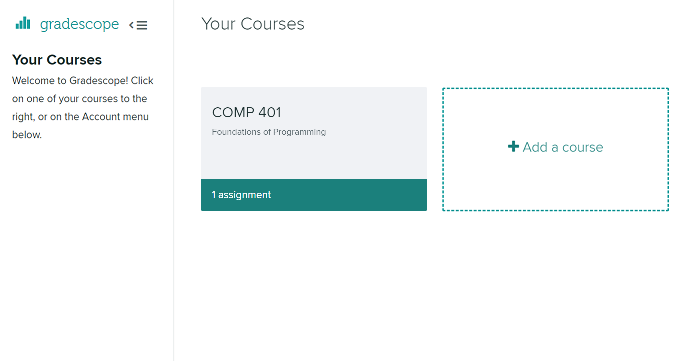 gradescope
Your Courses
Welcome to Gradescope! Click
on one of your courses to the
right, or on the Account menu
below.
Your Courses
COMP 401
Foundations of Programming
1 assignment
Add a course